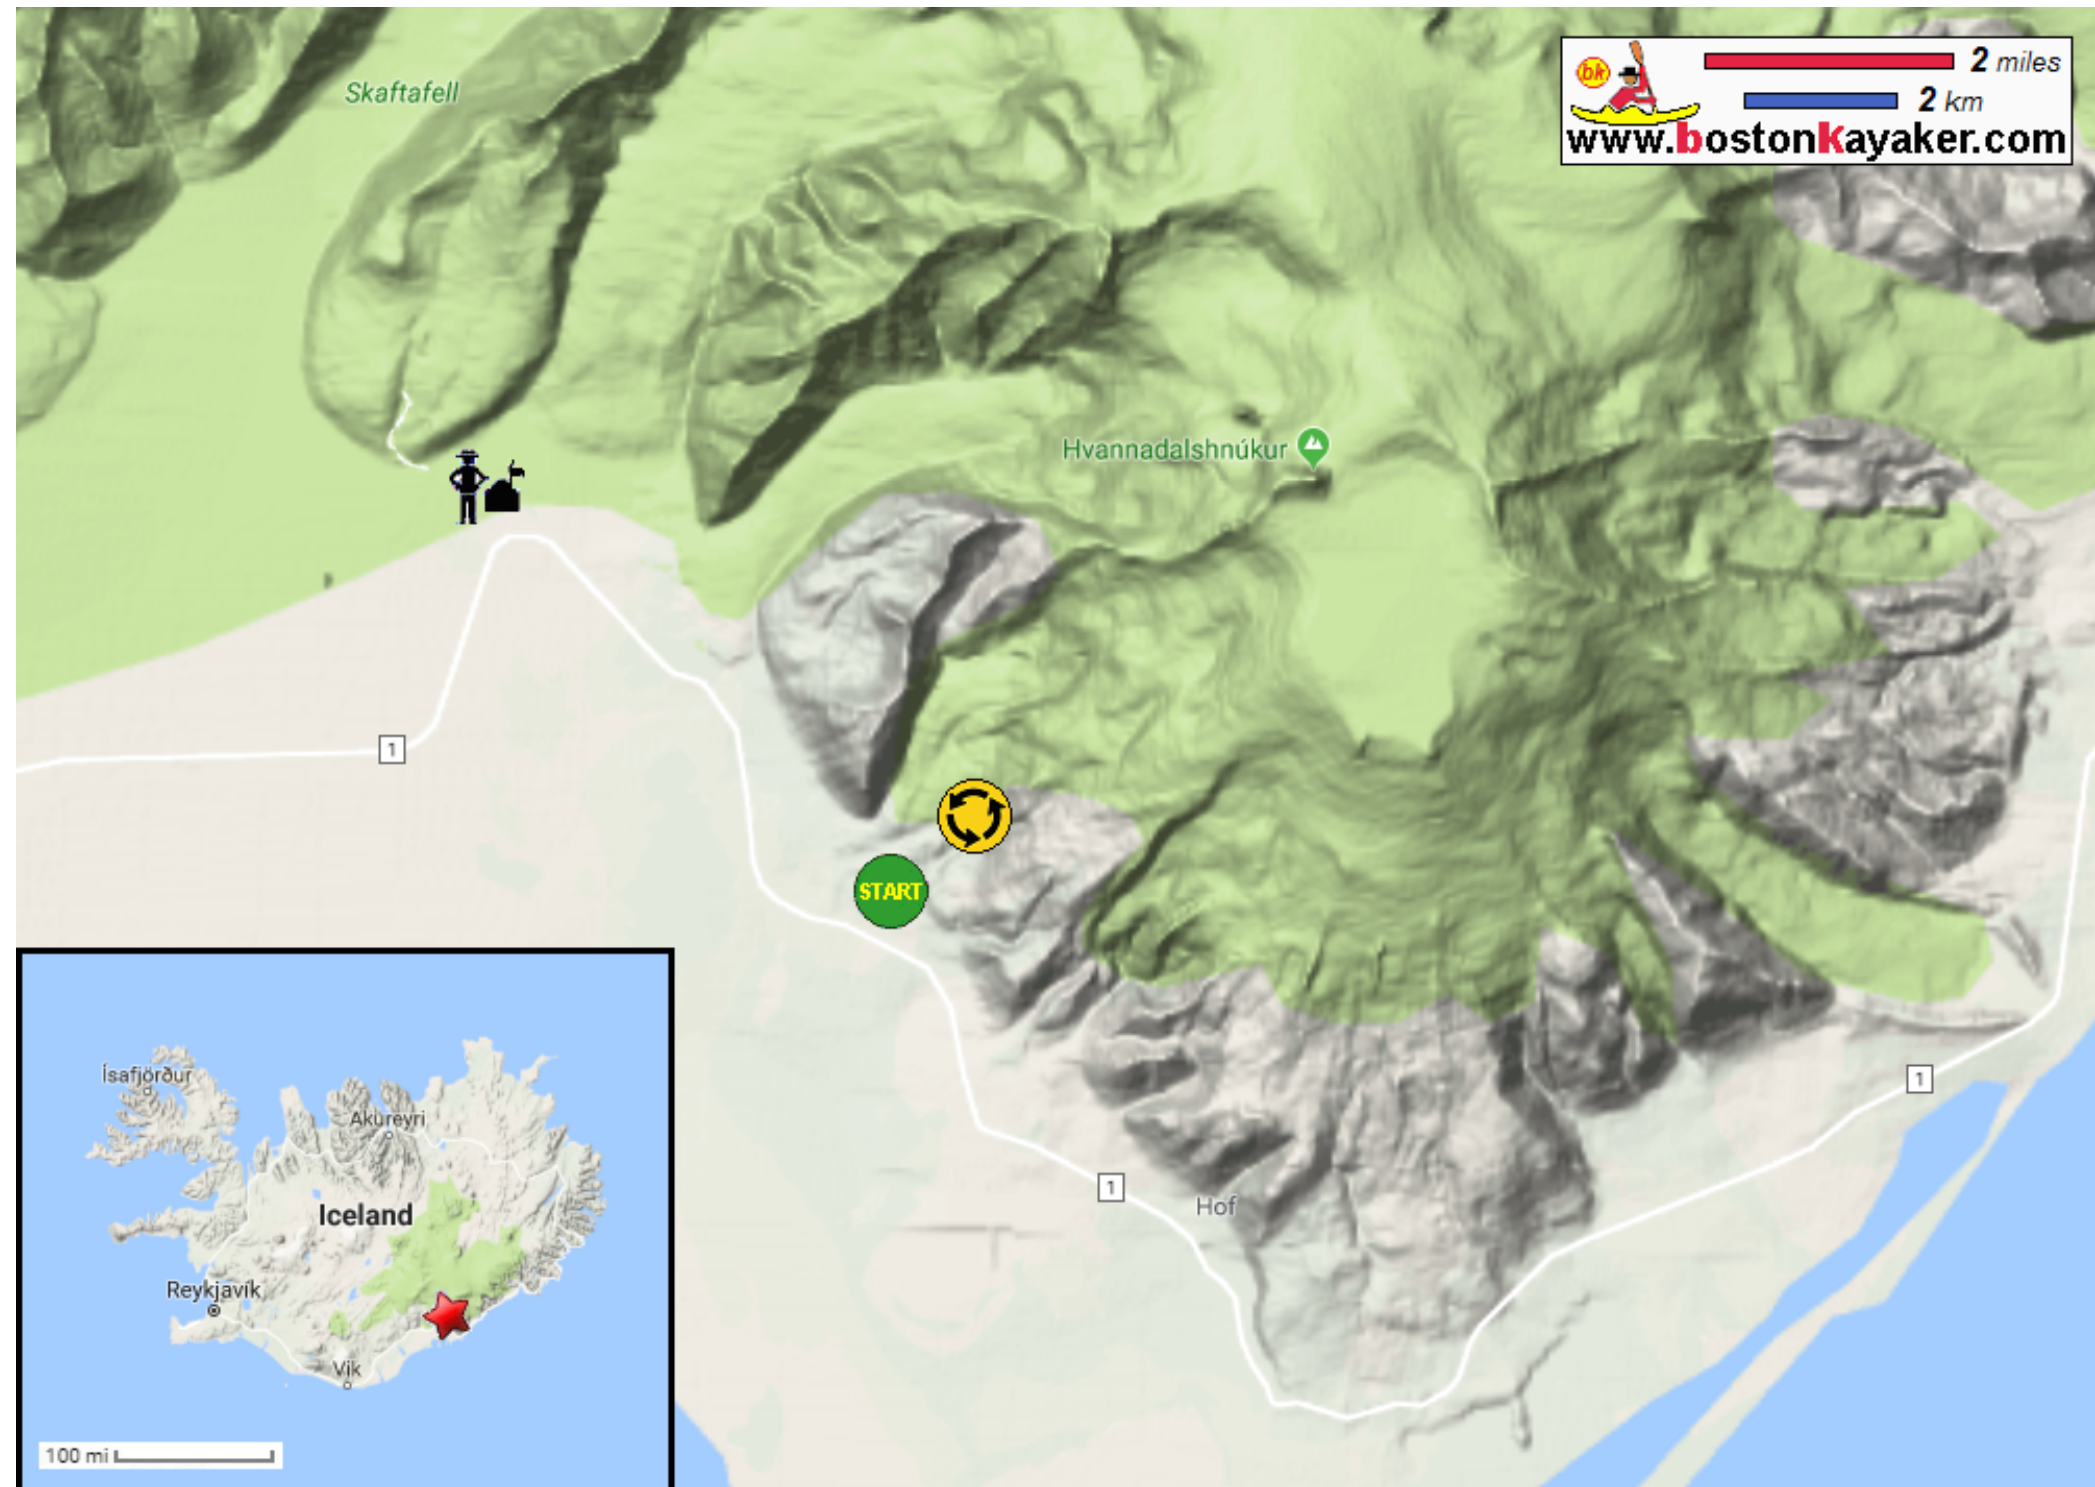 Skaftafell
bk
2 miles
2 km
www.bostonkayaker.com
Hvannadalshnúkur
1
START
1
1
Hof
Ísafjörður
Akureyri
Iceland
Reykjavík
Vik
100 mi